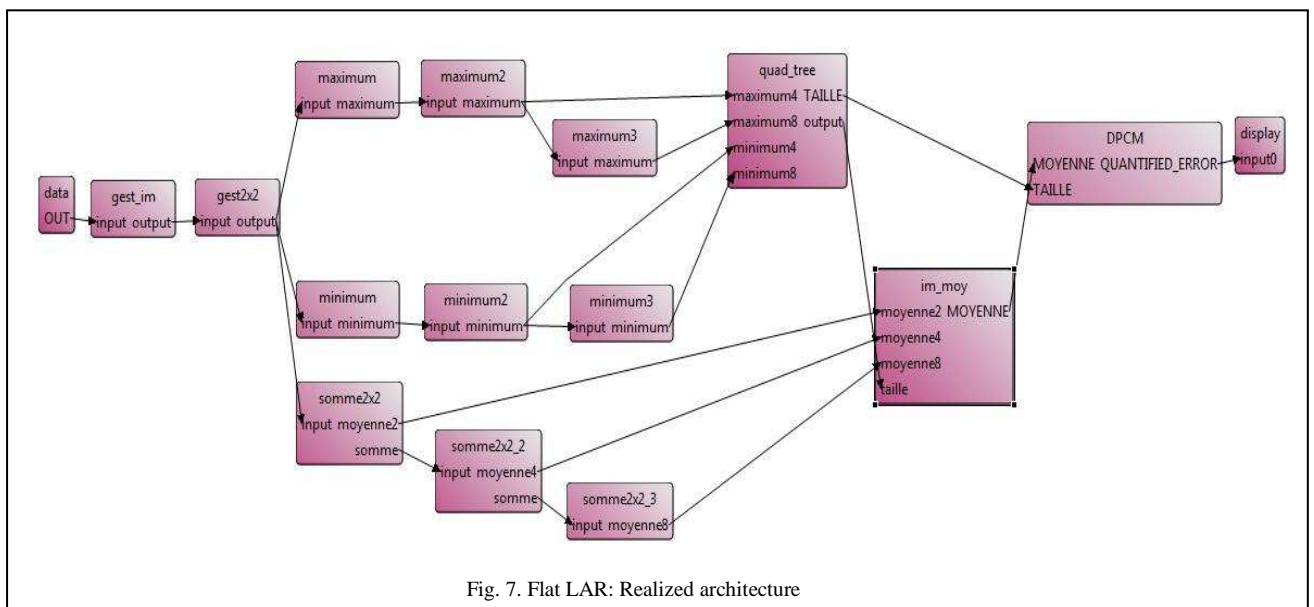 data
OUT
gest_im
input output
gest2x2
input output
maximum
input maximum
maximum2
input maximum
maximum3
input maximum
minimum
input minimum
minimum2
input minimum
minimum3
input minimum
somme2x2
input moyenne2
somme
somme2x2_2
input moyenne4
somme
somme2x2_3
input moyenne8
quad_tree
maximum4 TAILLE
maximum8 output
minimum4
minimum8
im_moy
moyenne2 MOYENNE
moyenne4
moyenne8
taille
DPCM
MOYENNE QUANTIFIED_ERROR
TAILLE
display
input0
Fig. 7. Flat LAR: Realized architecture